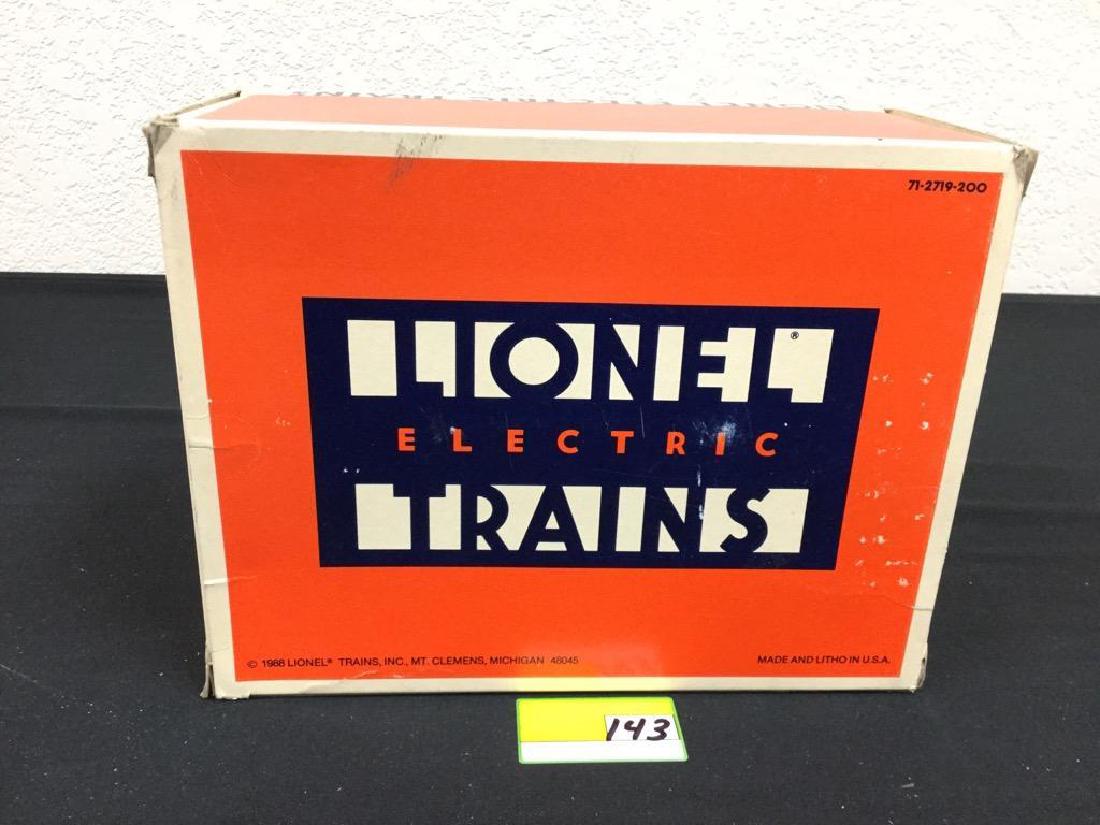 71-2719-200
LIONEL®
ELECTRIC
TRAINS
© 1988 LIONEL® TRAINS, INC., MT. CLEMENS, MICHIGAN 48045
MADE AND LITHO IN U.S.A.
143